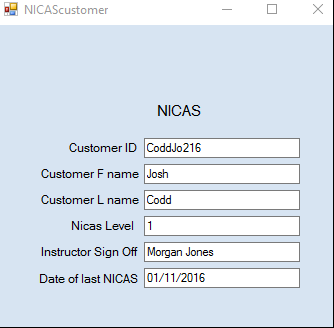 NICAScustomer
NICAS
Customer ID CoddJo216
Customer F name Josh
Customer L name Codd
Nicas Level 1
Instructor Sign Off Morgan Jones
Date of last NICAS 01/11/2016